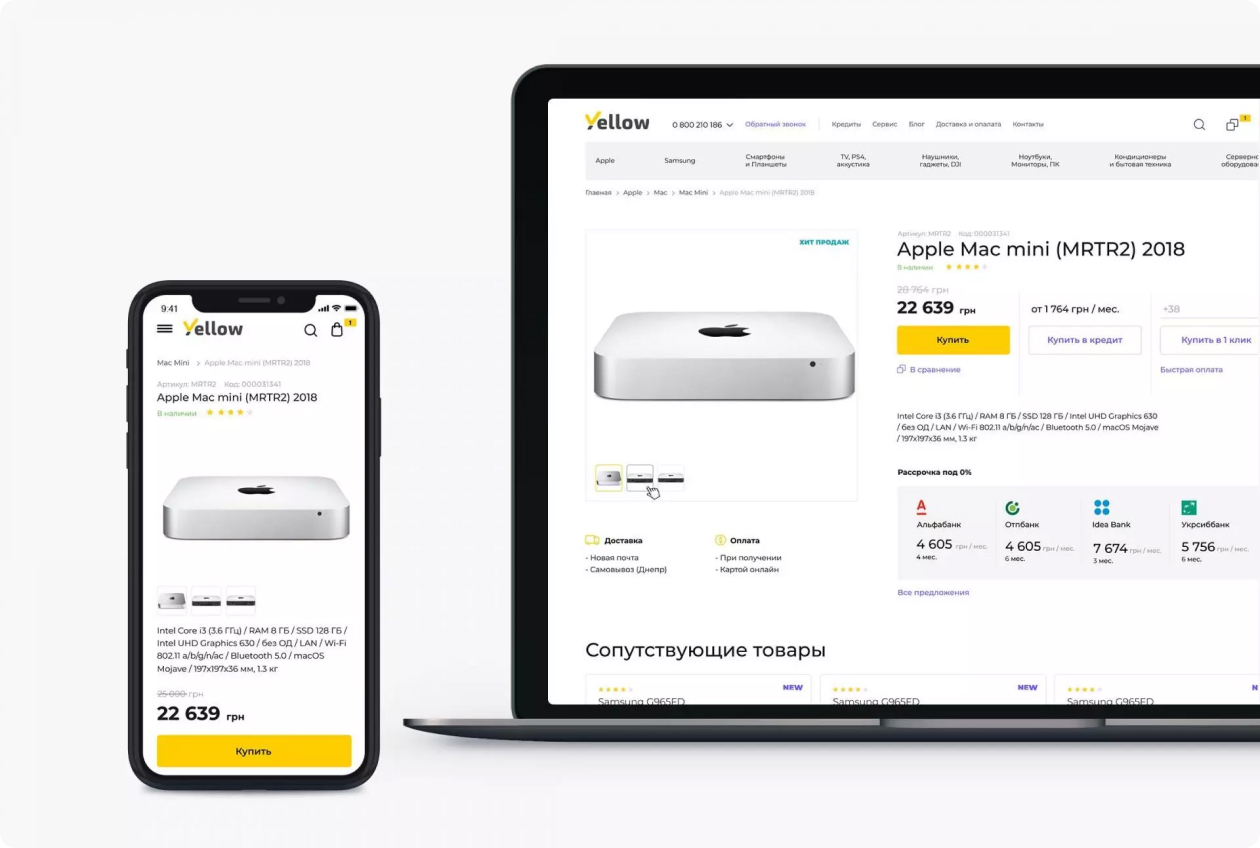 9:41
Yellow
1
Mac Mini > Apple Mac mini (MRTR2) 2018
Артикул: MRTR2 Код: 000031341
Apple Mac mini (MRTR2) 2018
В наличии
Intel Core i3 (3.6 ГГц) / RAM 8 ГБ / SSD 128 ГБ /
Intel UHD Graphics 630 / без ОД / LAN / Wi-Fi
802.11 a/b/g/n/ac / Bluetooth 5.0 / macOS
Mojave / 197x197x36 мм, 1.3 кг
25 000 грн
22 639 грн
Купить
Yellow
0 800 210 186
Обратный звонок
Кредиты Сервис Блог Доставка и опалата Контакты
1
Apple
Samsung
Смартфоны
и Планшеты
TV, PS4,
аккустика
Наушники,
гаджеты, DJI
Ноутбуки,
Мониторы, ПК
Кондиционеры
и бытовая техника
Серверно
оборудова
Главная > Apple > Mac > Mac Mini > Apple Mac mini (MRTR2) 2018
ХИТ ПРОДАЖ
Артикул: MRTR2 Код: 000031341
Apple Mac mini (MRTR2) 2018
В наличии
28 764 грн
22 639 грн
Купить
В сравнение
от 1 764 грн / мес.
Купить в кредит
+38
Купить в 1 клик
Быстрая оплата
Intel Core i3 (3.6 ГГц) / RAM 8 ГБ / SSD 128 ГБ / Intel UHD Graphics 630
/ без ОД / LAN / Wi-Fi 802.11 a/b/g/n/ac / Bluetooth 5.0 / macOS Mojave
/ 197x197x36 мм, 1.3 кг
Рассрочка под 0%
Альфабанк
4 605 грн / мес.
4 мес.
Отпбанк
4 605 грн / мес.
6 мес.
Idea Bank
7 674 грн / мес.
3 мес.
Укрсиббанк
5 756 грн / мес.
6 мес.
Все предложения
Доставка
- Новая почта
- Самовывоз (Днепр)
Оплата
- При получении
- Картой онлайн
Сопутствующие товары
NEW
Samsung G965FD
NEW
Samsung G965FD
N
Samsung G965FD